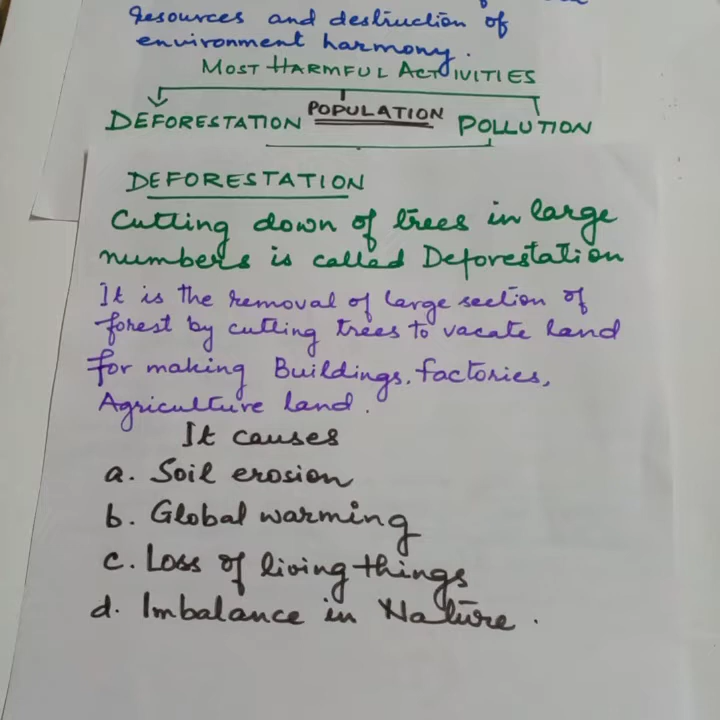 resources and destruction of
environment harmony.
MOST HARMFUL ACTIVITIES
DEFORESTATION POPULATION POLLUTION
DEFORESTATION
Cutting down of trees in large
numbers is called Deforestation
It is the removal of large section of
forest by cutting trees to vacate land
for making Buildings, factories,
Agriculture land.
It causes
a. Soil erosion
b. Global warming
c. Loss of living things
d. Imbalance in Nature.